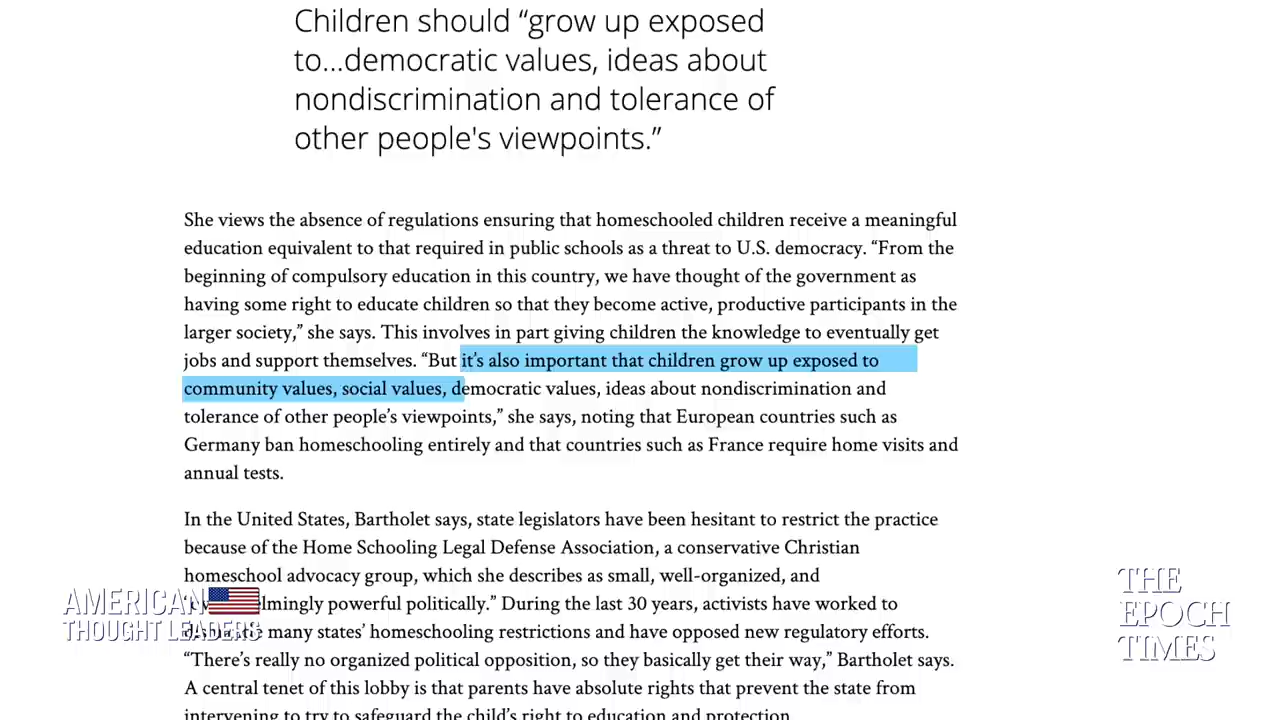 Children should “grow up exposed
to...democratic values, ideas about
nondiscrimination and tolerance of
other people's viewpoints.”
She views the absence of regulations ensuring that homeschooled children receive a meaningful
education equivalent to that required in public schools as a threat to U.S. democracy. “From the
beginning of compulsory education in this country, we have thought of the government as
having some right to educate children so that they become active, productive participants in the
larger society,” she says. This involves in part giving children the knowledge to eventually get
jobs and support themselves. “But it’s also important that children grow up exposed to
community values, social values, democratic values, ideas about nondiscrimination and
tolerance of other people’s viewpoints,” she says, noting that European countries such as
Germany ban homeschooling entirely and that countries such as France require home visits and
annual tests.
In the United States, Bartholet says, state legislators have been hesitant to restrict the practice
because of the Home Schooling Legal Defense Association, a conservative Christian
homeschool advocacy group, which she describes as small, well-organized, and
powerful politically.” During the last 30 years, activists have worked to
many states’ homeschooling restrictions and have opposed new regulatory efforts.
“There’s really no organized political opposition, so they basically get their way,” Bartholet says.
A central tenet of this lobby is that parents have absolute rights that prevent the state from
intervening to try to safeguard the child’s right to education and protection.
AMERICAN
THOUGHT LEADERS
THE
EPOCH
TIMES